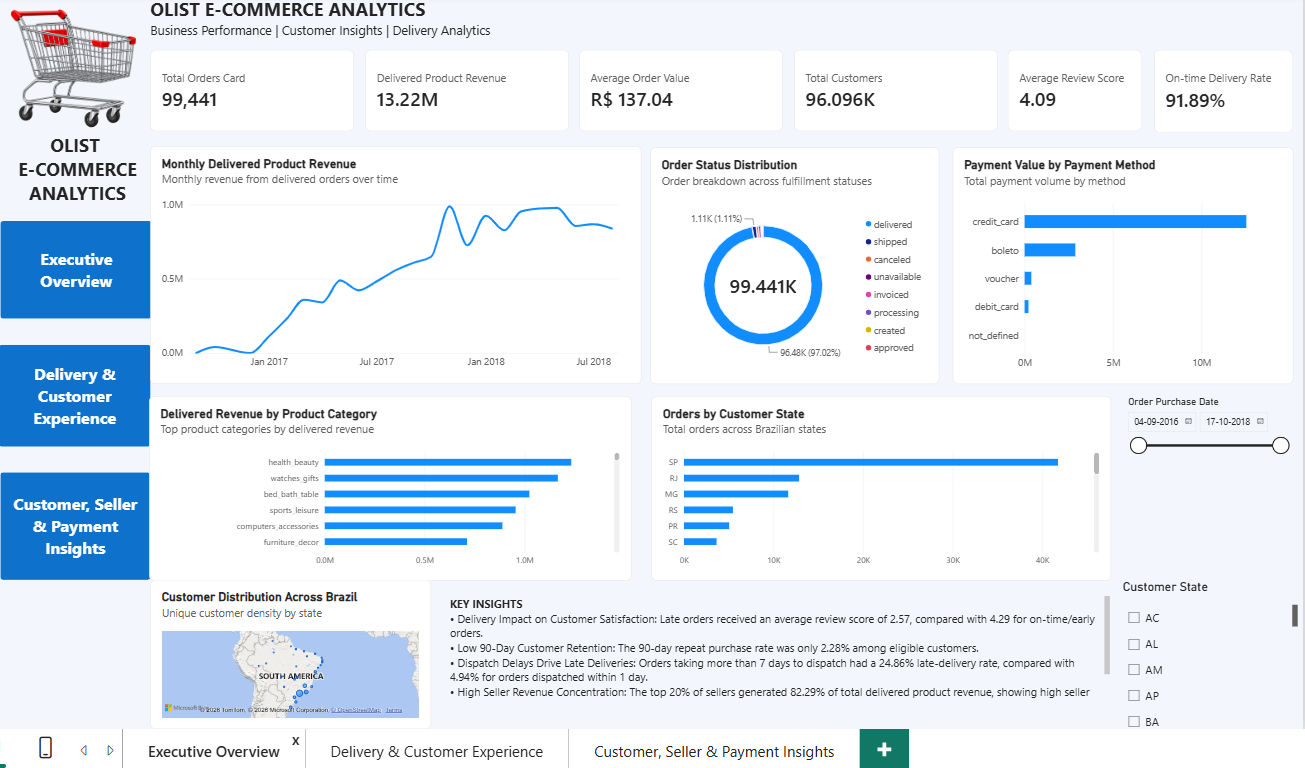 OLIST E-COMMERCE ANALYTICS
Business Performance | Customer Insights | Delivery Analytics
OLIST
E-COMMERCE
ANALYTICS
Executive
Overview
Delivery &
Customer
Experience
Customer, Seller
& Payment
Insights
Total Orders Card
99,441
Delivered Product Revenue
13.22M
Average Order Value
R$ 137.04
Total Customers
96.096K
Average Review Score
4.09
On-time Delivery Rate
91.89%
Monthly Delivered Product Revenue
Monthly revenue from delivered orders over time
1.0M
0.5M
0.0M
Jan 2017
Jul 2017
Jan 2018
Jul 2018
Order Status Distribution
Order breakdown across fulfillment statuses
1.11K (1.11%)
99.441K
96.48K (97.02%)
delivered
shipped
canceled
unavailable
invoiced
processing
created
approved
Payment Value by Payment Method
Total payment volume by method
credit_card
boleto
voucher
debit_card
not_defined
0M
5M
10M
Delivered Revenue by Product Category
Top product categories by delivered revenue
health_beauty
watches_gifts
bed_bath_table
sports_leisure
computers_accessories
furniture_decor
0.0M
0.5M
1.0M
Orders by Customer State
Total orders across Brazilian states
SP
RJ
MG
RS
PR
SC
0K
10K
20K
30K
40K
Order Purchase Date
04-09-2016
17-10-2018
Customer Distribution Across Brazil
Unique customer density by state
SOUTH AMERICA
© 2026 TomTom, © 2026 Microsoft Corporation, © OpenStreetMap Terms
KEY INSIGHTS
• Delivery Impact on Customer Satisfaction: Late orders received an average review score of 2.57, compared with 4.29 for on-time/early
orders.
• Low 90-Day Customer Retention: The 90-day repeat purchase rate was only 2.28% among eligible customers.
• Dispatch Delays Drive Late Deliveries: Orders taking more than 7 days to dispatch had a 24.86% late-delivery rate, compared with
4.94% for orders dispatched within 1 day.
• High Seller Revenue Concentration: The top 20% of sellers generated 82.29% of total delivered product revenue, showing high seller
Customer State
AC
AL
AM
AP
BA
Executive Overview
X
Delivery & Customer Experience
Customer, Seller & Payment Insights